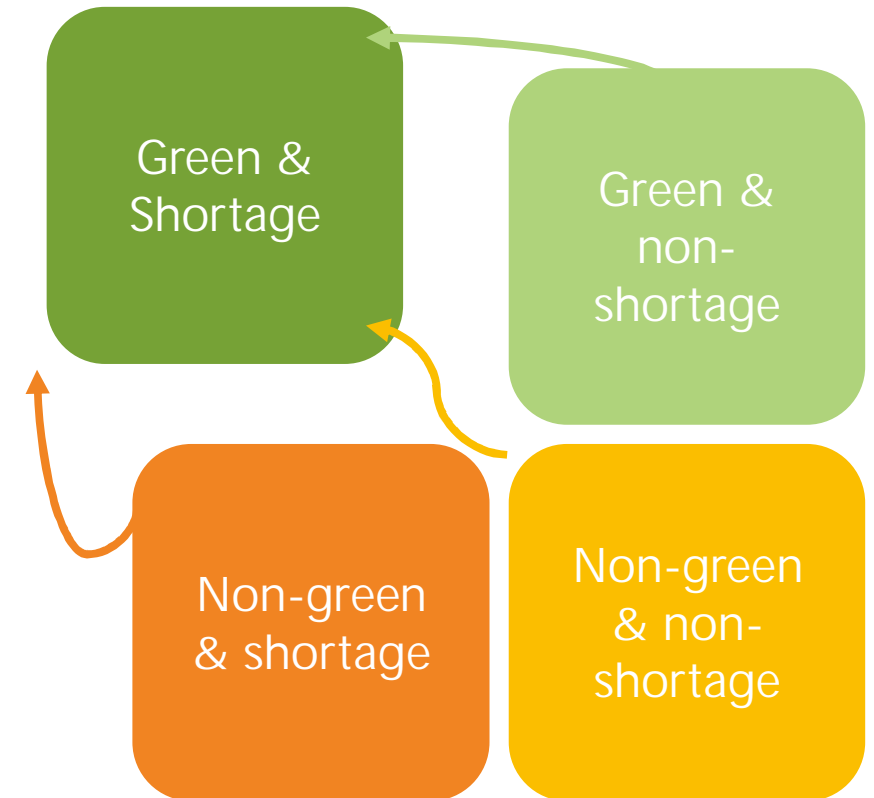 Green &
Shortage
Green &
non-
shortage
Non-green
& shortage
Non-green
& non-
shortage